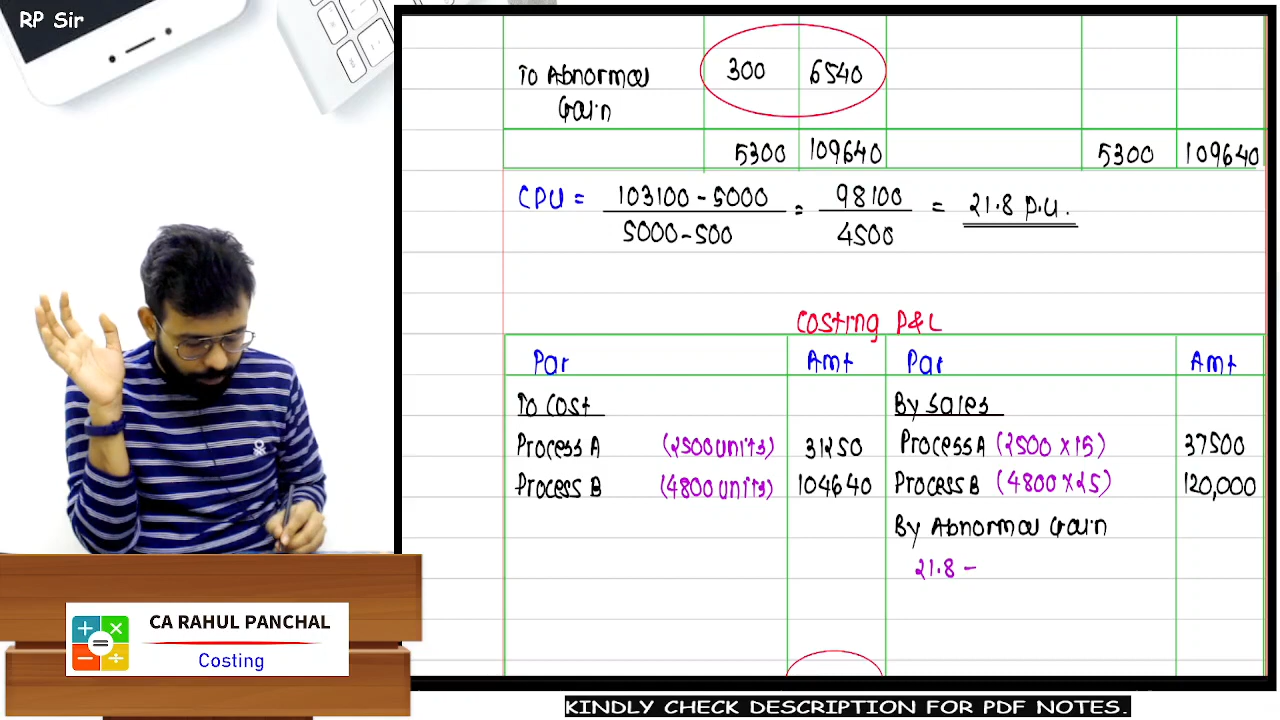 RP Sir
To Abnormal 300 6540
Gain
5300 109640 5300 109640
CPU = 103100 - 5000 = 98100 = 21.8 P.U.
5000 - 500 4500
Costing P&L
Par Amt Par Amt
To Cost By Sales
Process A (2500 units) 31250 Process A (2500 x 15) 37500
Process B (4800 units) 104640 Process B (4800 x 25) 120,000
By Abnormal Gain
21.8 -
CA RAHUL PANCHAL
Costing
KINDLY CHECK DESCRIPTION FOR PDF NOTES.